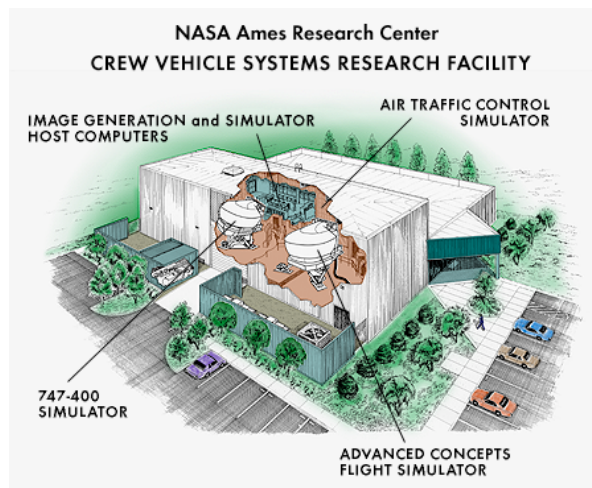 NASA Ames Research Center
CREW VEHICLE SYSTEMS RESEARCH FACILITY
IMAGE GENERATION and SIMULATOR
HOST COMPUTERS
AIR TRAFFIC CONTROL
SIMULATOR
747-400
SIMULATOR
ADVANCED CONCEPTS
FLIGHT SIMULATOR